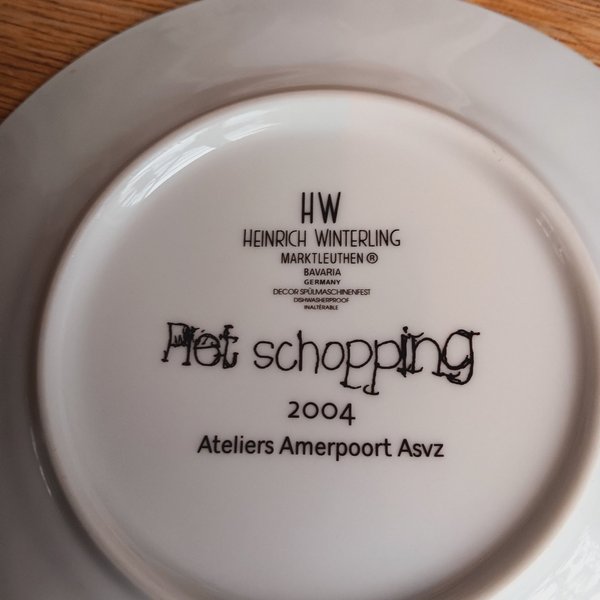 HW
HEINRICH WINTERLING
MARKTLEUTHEN ®
BAVARIA
GERMANY
DECOR SPÜLMASCHINENFEST
DISHWASHERPROOF
INALTÉRABLE
Piet schopping
2004
Ateliers Amerpoort Asvz